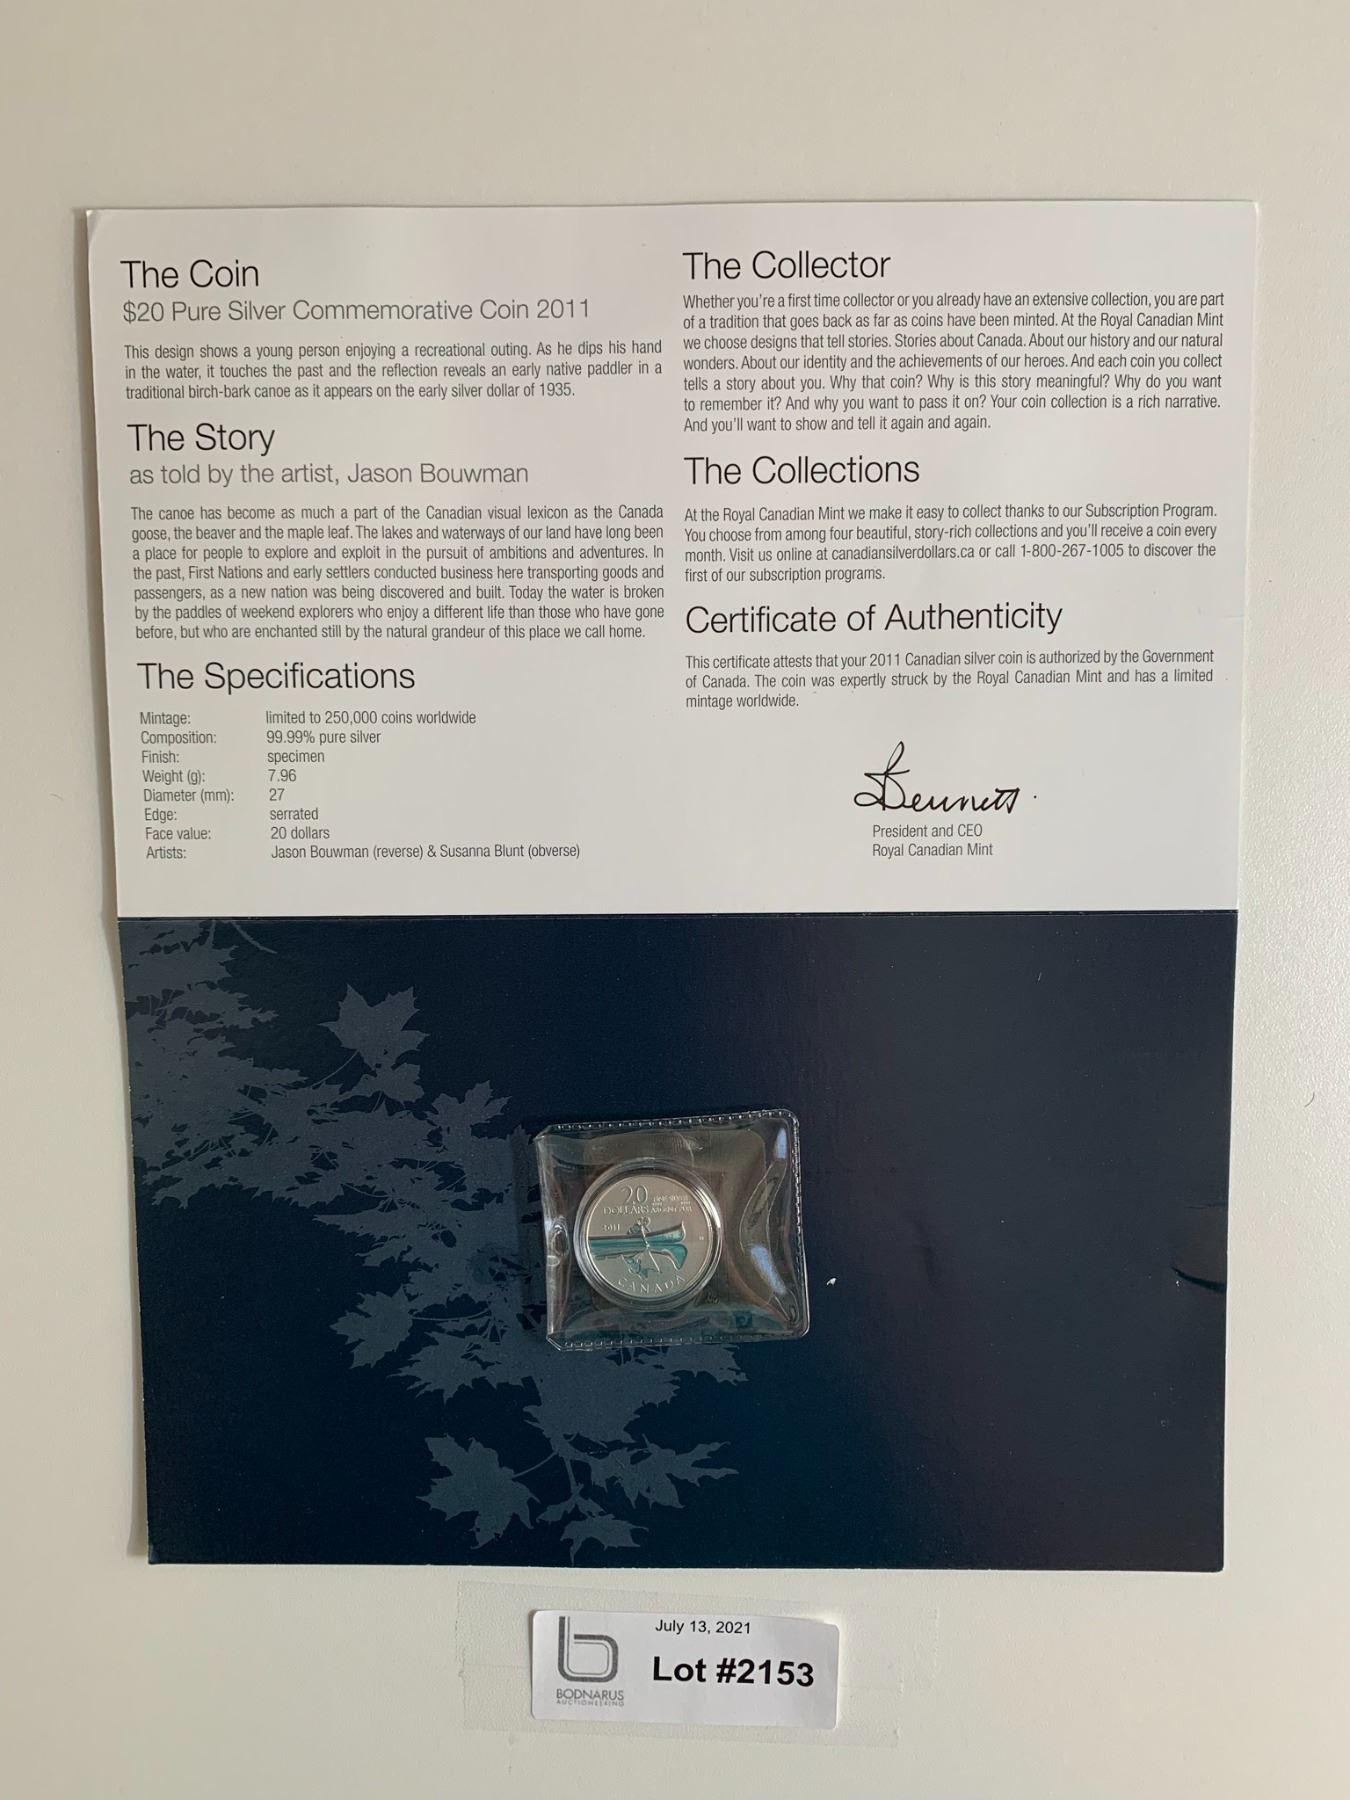 The Coin
$20 Pure Silver Commemorative Coin 2011
This design shows a young person enjoying a recreational outing. As he dips his hand
in the water, it touches the past and the reflection reveals an early native paddler in a
traditional birch-bark canoe as it appears on the early silver dollar of 1935.
The Story
as told by the artist, Jason Bouwman
The canoe has become as much a part of the Canadian visual lexicon as the Canada
goose, the beaver and the maple leaf. The lakes and waterways of our land have long been
a place for people to explore and exploit in the pursuit of ambitions and adventures. In
the past, First Nations and early settlers conducted business here transporting goods and
passengers, as a new nation was being discovered and built. Today the water is broken
by the paddles of weekend explorers who enjoy a different life than those who have gone
before, but who are enchanted still by the natural grandeur of this place we call home.
The Specifications
Mintage: limited to 250,000 coins worldwide
Composition: 99.99% pure silver
Finish: specimen
Weight (g): 7.96
Diameter (mm): 27
Edge: serrated
Face value: 20 dollars
Artists: Jason Bouwman (reverse) & Susanna Blunt (obverse)
The Collector
Whether you're a first time collector or you already have an extensive collection, you are part
of a tradition that goes back as far as coins have been minted. At the Royal Canadian Mint
we choose designs that tell stories. Stories about Canada. About our history and our natural
wonders. About our identity and the achievements of our heroes. And each coin you collect
tells a story about you. Why that coin? Why is this story meaningful? Why do you want
to remember it? And why you want to pass it on? Your coin collection is a rich narrative.
And you'll want to show and tell it again and again.
The Collections
At the Royal Canadian Mint we make it easy to collect thanks to our Subscription Program.
You choose from among four beautiful, story-rich collections and you'll receive a coin every
month. Visit us online at canadiansilverdollars.ca or call 1-800-267-1005 to discover the
first of our subscription programs.
Certificate of Authenticity
This certificate attests that your 2011 Canadian silver coin is authorized by the Government
of Canada. The coin was expertly struck by the Royal Canadian Mint and has a limited
mintage worldwide.
Bennett
President and CEO
Royal Canadian Mint
20
DOLLARS
2011
CANADA
July 13, 2021
Lot #2153
BODNARUS
AUCTIONEERING